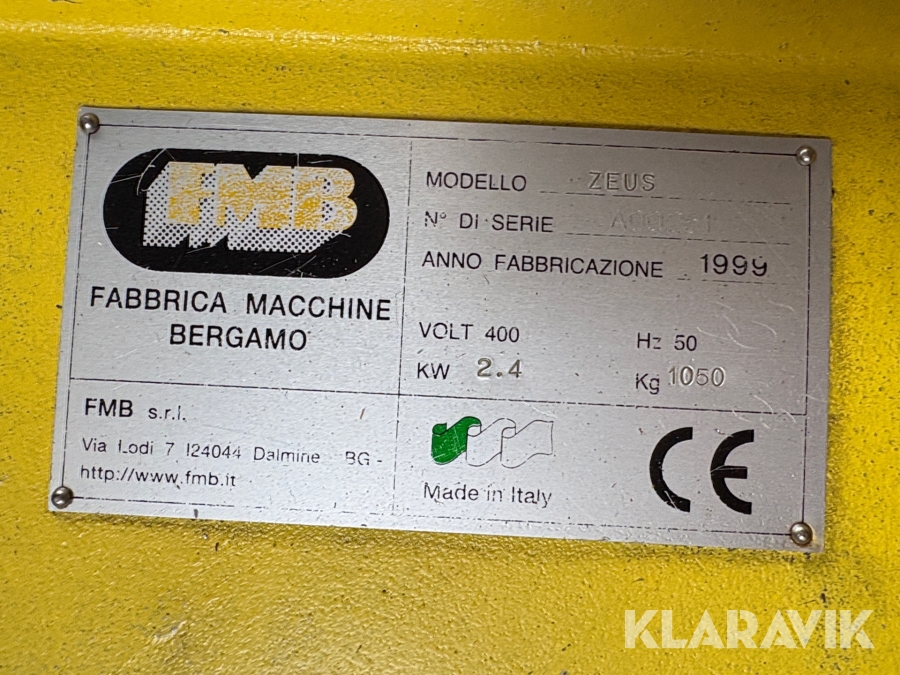 FMB
FABBRICA MACCHINE
BERGAMO
FMB s.r.l.
Via Lodi 7 I24044 Dalmine - BG -
http://www.fmb.it
MODELLO ZEUS
N° DI SERIE
ANNO FABBRICAZIONE 1999
VOLT 400 Hz 50
KW 2.4 Kg 1050
Made in Italy
CE
KLARAVIK